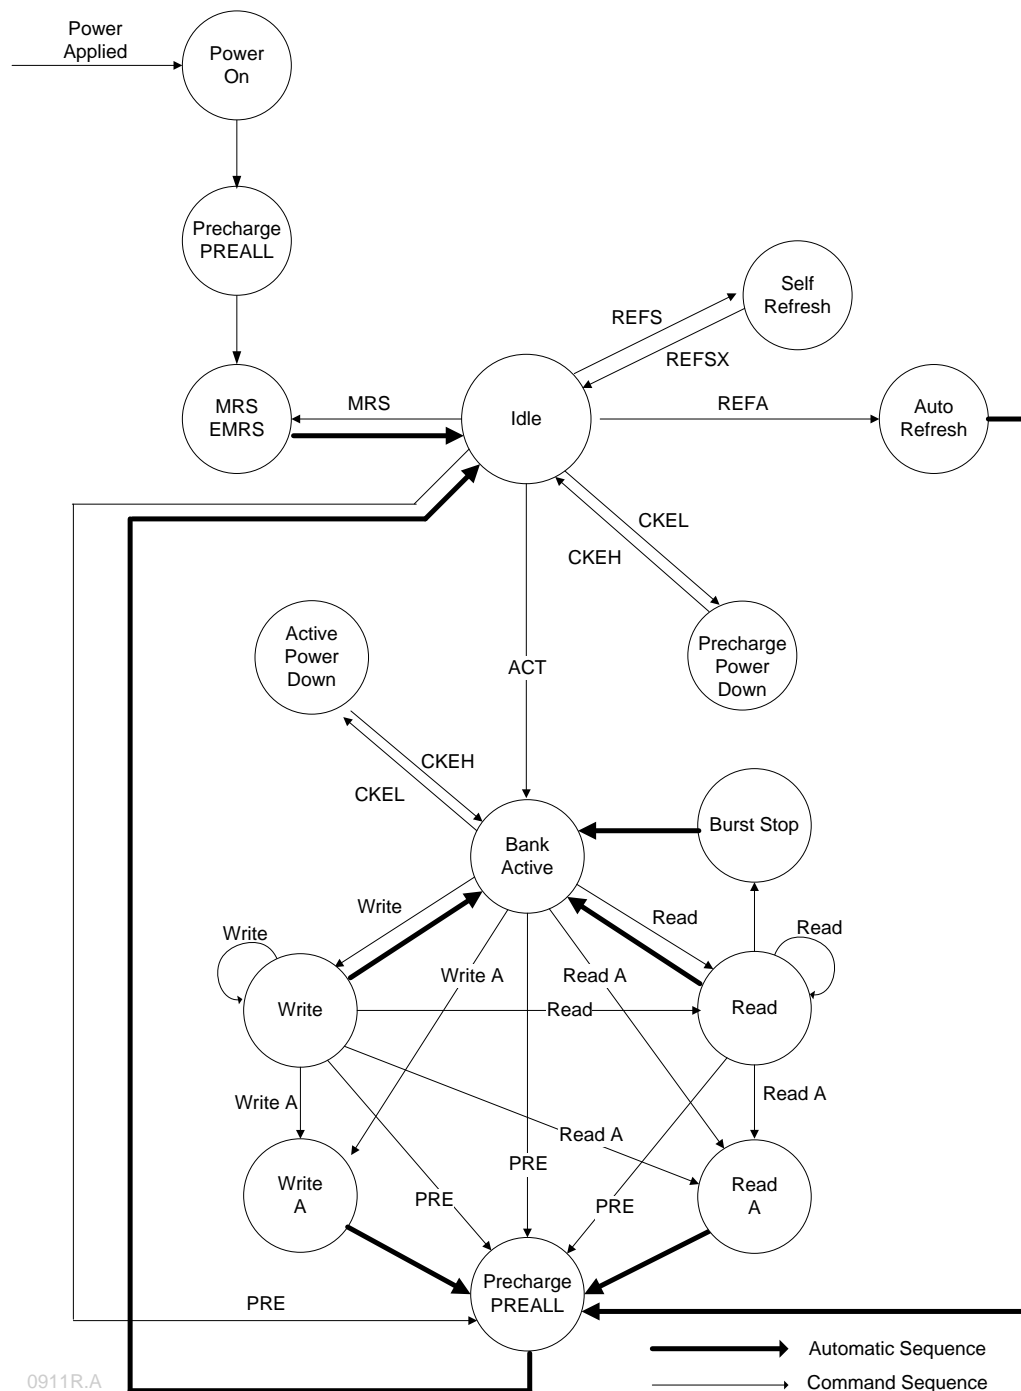 Power
Applied
Power
On
Precharge
PREALL
Self
Refresh
REFS
REFSX
MRS
EMRS
MRS
Idle
REFA
Auto
Refresh
CKEL
CKEH
Active
Power
Down
ACT
Precharge
Power
Down
CKEH
CKEL
Burst Stop
Bank
Active
Write
Read
Write
Read
Write A
Read A
Write
Read
Read
Write A
Read A
Read A
PRE
Write
A
PRE
PRE
Read
A
Precharge
PREALL
PRE
Automatic Sequence
Command Sequence
0911R.A